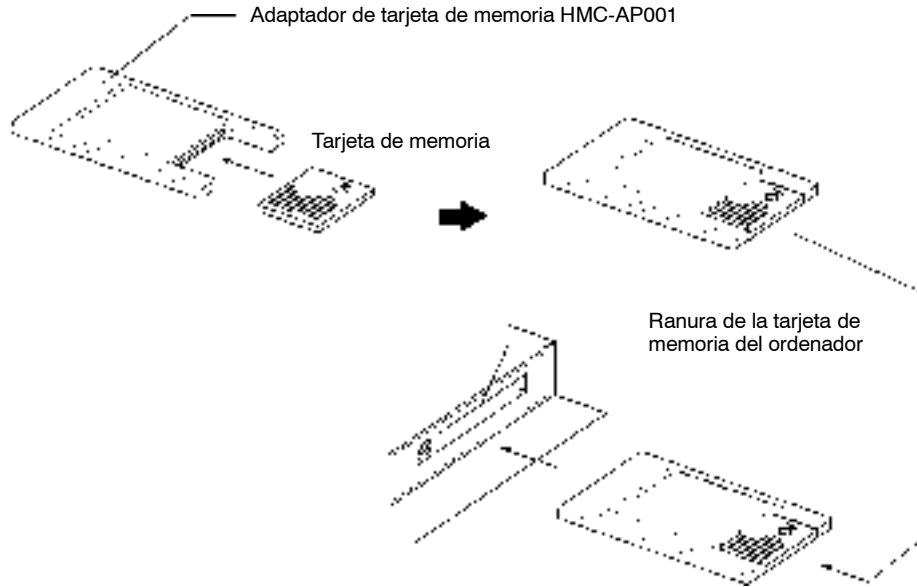 Adaptador de tarjeta de memoria HMC-AP001
Tarjeta de memoria
Ranura de la tarjeta de
memoria del ordenador